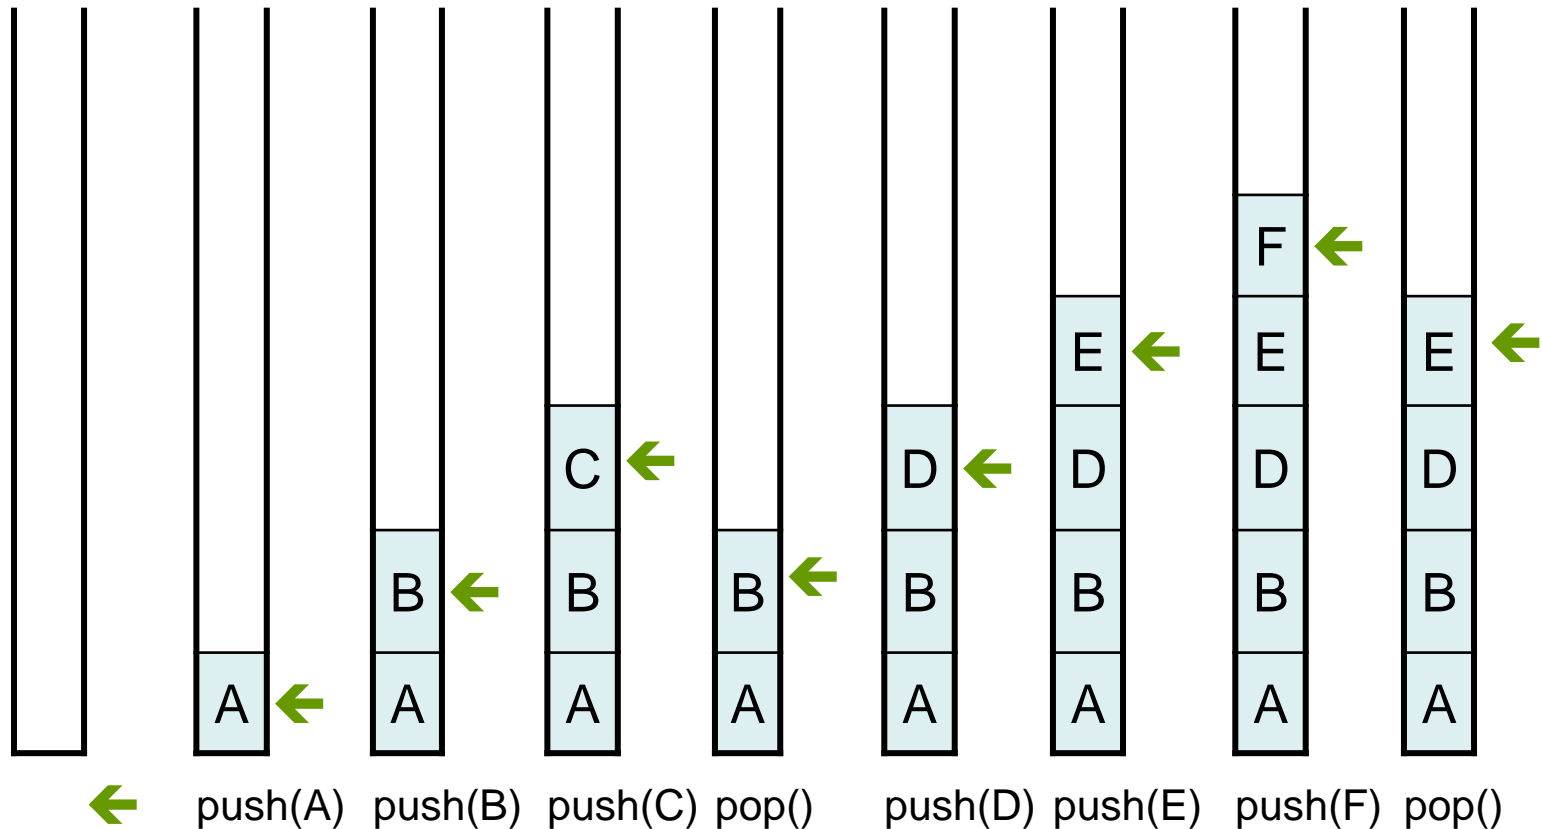 F
E E E
C D D D D
B B B B B B B
A A A A A A A A
push(A) push(B) push(C) pop() push(D) push(E) push(F) pop()